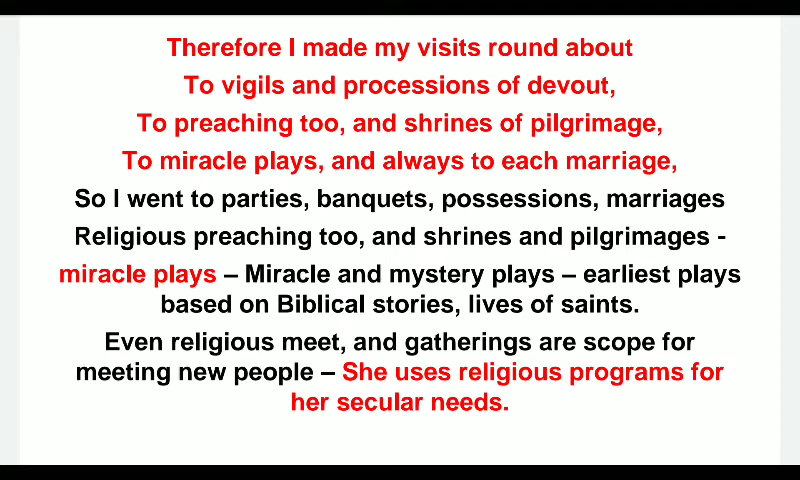 Therefore I made my visits round about
To vigils and processions of devout,
To preaching too, and shrines of pilgrimage,
To miracle plays, and always to each marriage,
So I went to parties, banquets, possessions, marriages
Religious preaching too, and shrines and pilgrimages -
miracle plays – Miracle and mystery plays – earliest plays
based on Biblical stories, lives of saints.
Even religious meet, and gatherings are scope for
meeting new people – She uses religious programs for
her secular needs.